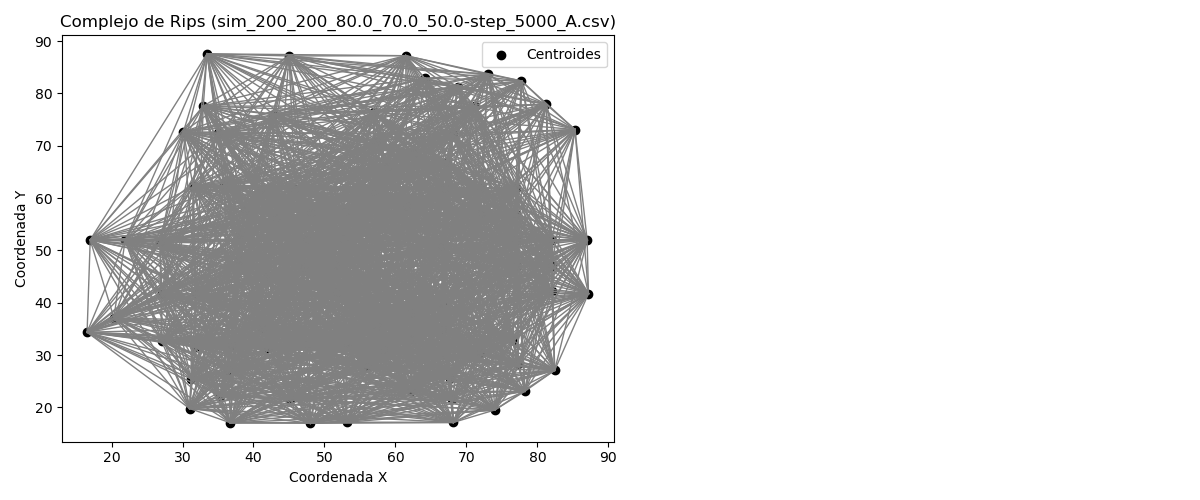 Complejo de Rips (sim_200_200_80.0_70.0_50.0-step_5000_A.csv)
Centroides
90
80
70
60
50
40
30
20
Coordenada Y
20 30 40 50 60 70 80 90
Coordenada X